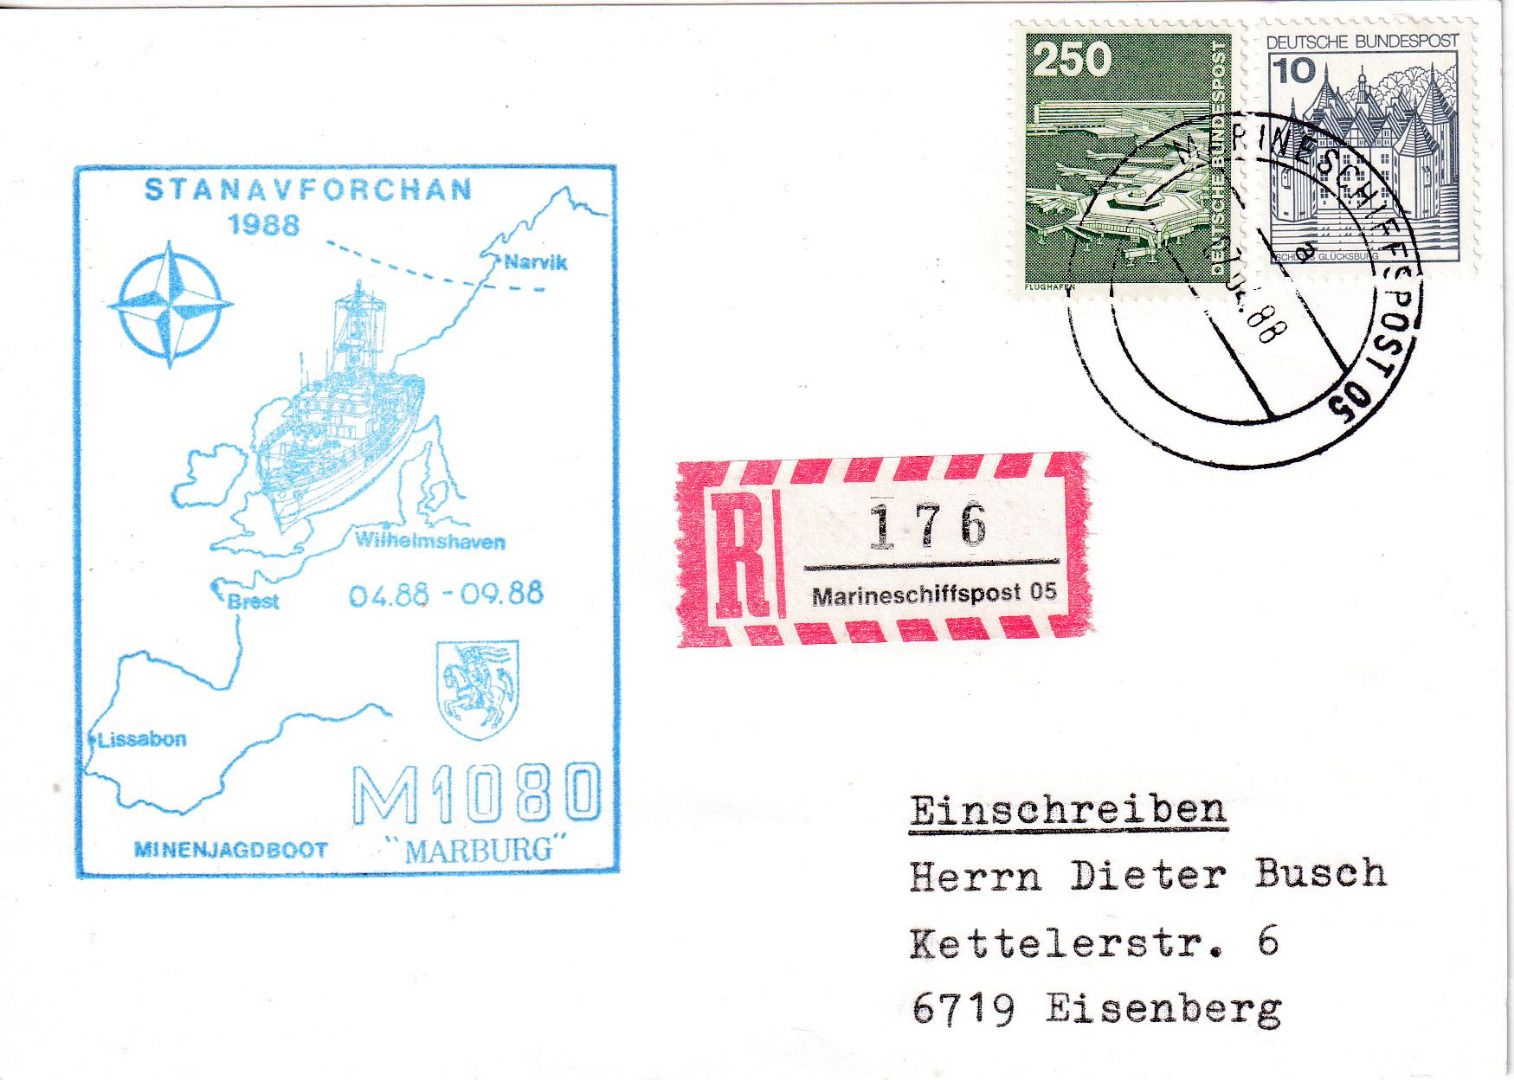 250
DEUTSCHE BUNDESPOST
FLUGHAFEN
DEUTSCHE BUNDESPOST
10
GLÜCKSBURG
MARINESCHIFFSPOST 05
.88
a
STANAVFORCHAN
1988
Narvik
Wilhelmshaven
Brest
04.88 - 09.88
Lissabon
M1080
MINENJAGDBOOT "MARBURG"
R
176
Marineschiffspost 05
Einschreiben
Herrn Dieter Busch
Kettelerstr. 6
6719 Eisenberg